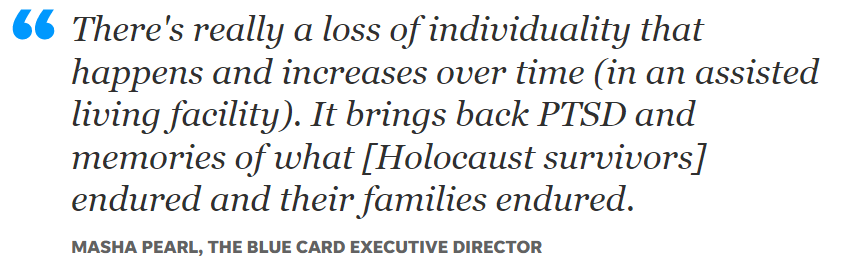 “ There's really a loss of individuality that
happens and increases over time (in an assisted
living facility). It brings back PTSD and
memories of what [Holocaust survivors]
endured and their families endured.
MASHA PEARL, THE BLUE CARD EXECUTIVE DIRECTOR